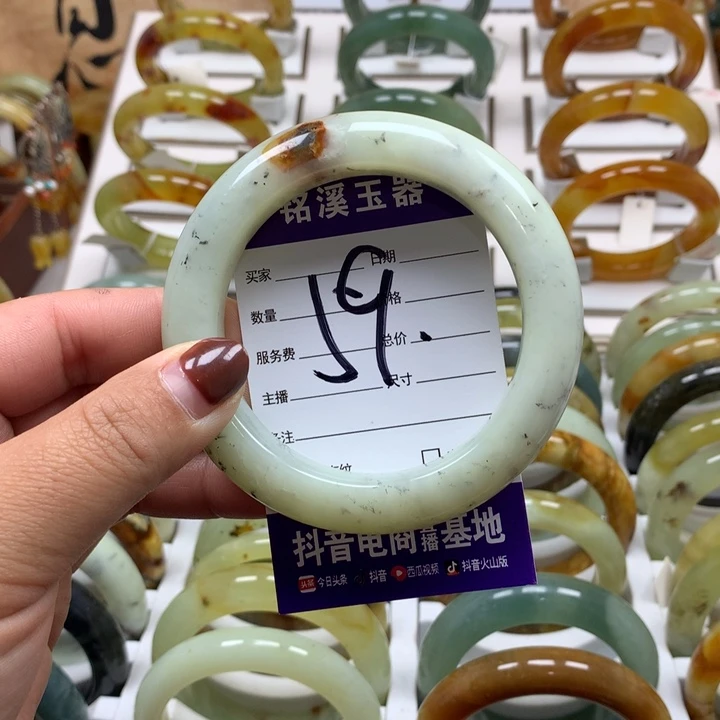 铭溪玉器
买家 日期
数量 格
服务费 总价
主播 尺寸
注
59.
抖音电商直播基地
头条 今日头条 抖音 西瓜视频 抖音火山版